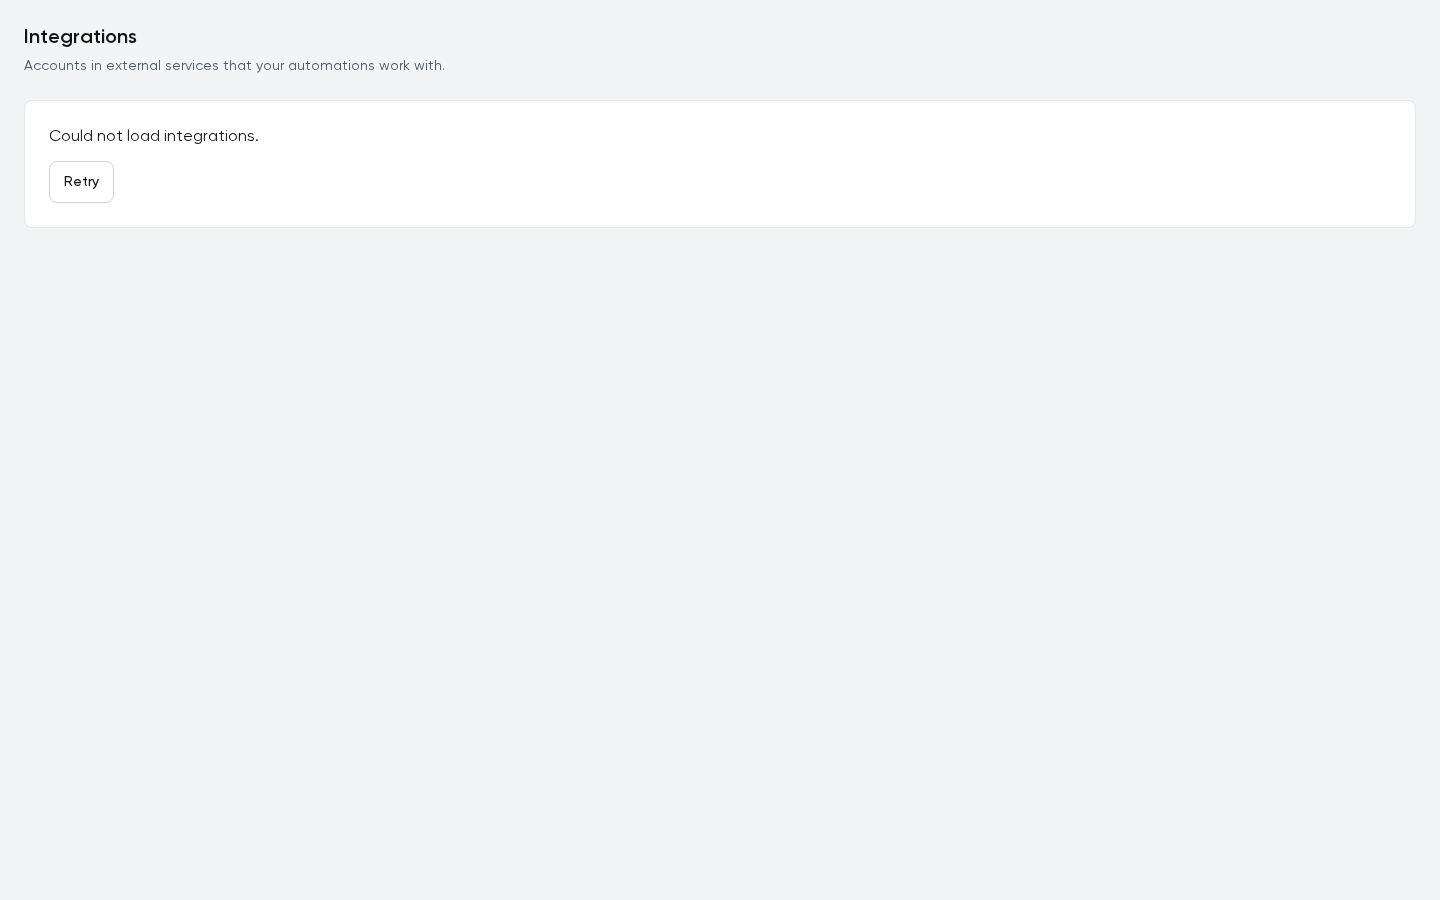 Integrations
Accounts in external services that your automations work with.
Could not load integrations.
Retry